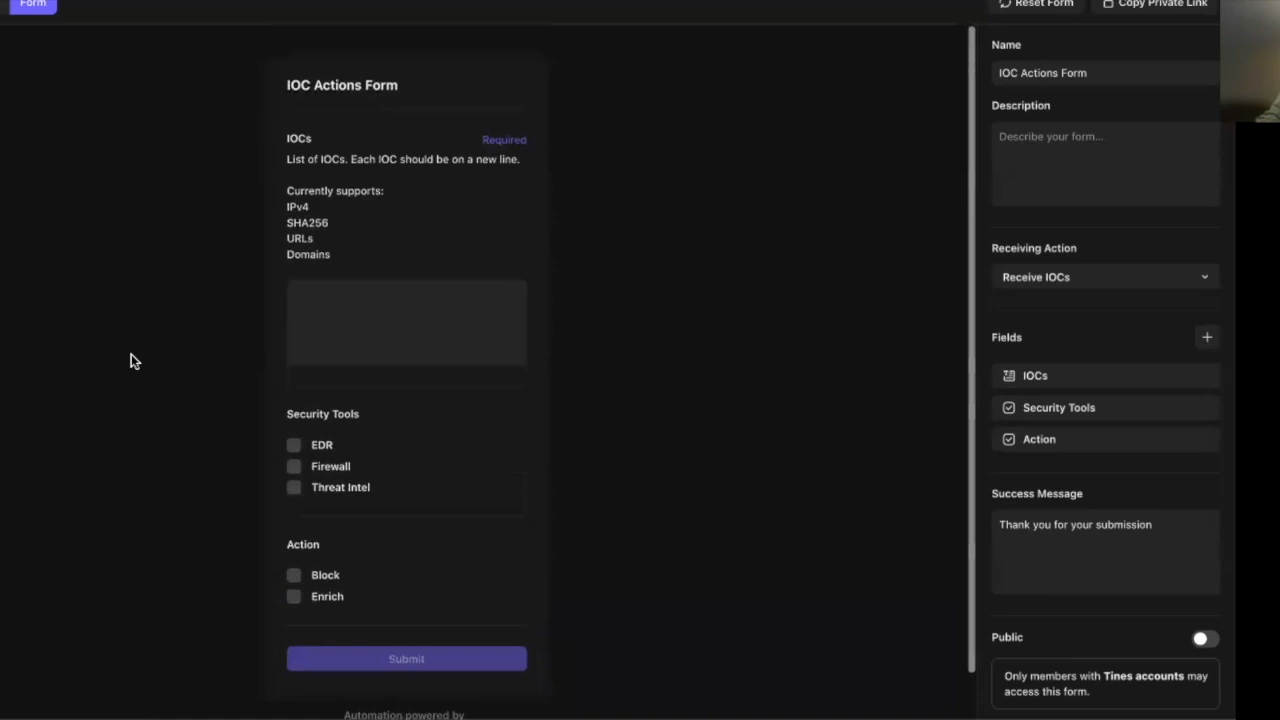 Form
Reset Form
Copy Private Link
IOC Actions Form
IOCs
Required
List of IOCs. Each IOC should be on a new line.
Currently supports:
IPv4
SHA256
URLs
Domains
Security Tools
EDR
Firewall
Threat Intel
Action
Block
Enrich
Submit
Automation powered by
Name
IOC Actions Form
Description
Describe your form...
Receiving Action
Receive IOCs
Fields
IOCs
Security Tools
Action
Success Message
Thank you for your submission
Public
Only members with Tines accounts may
access this form.